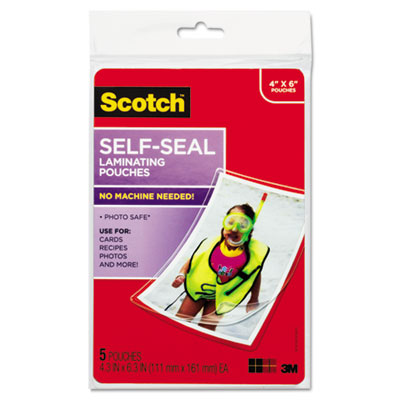 4" x 6"
POUCHES
Scotch
SELF-SEAL
LAMINATING
POUCHES
NO MACHINE NEEDED!
• PHOTO SAFE*
USE FOR:
CARDS
RECIPES
PHOTOS
AND MORE!
5 POUCHES
4.3 IN x 6.3 IN (111 mm x 161 mm) EA
3M